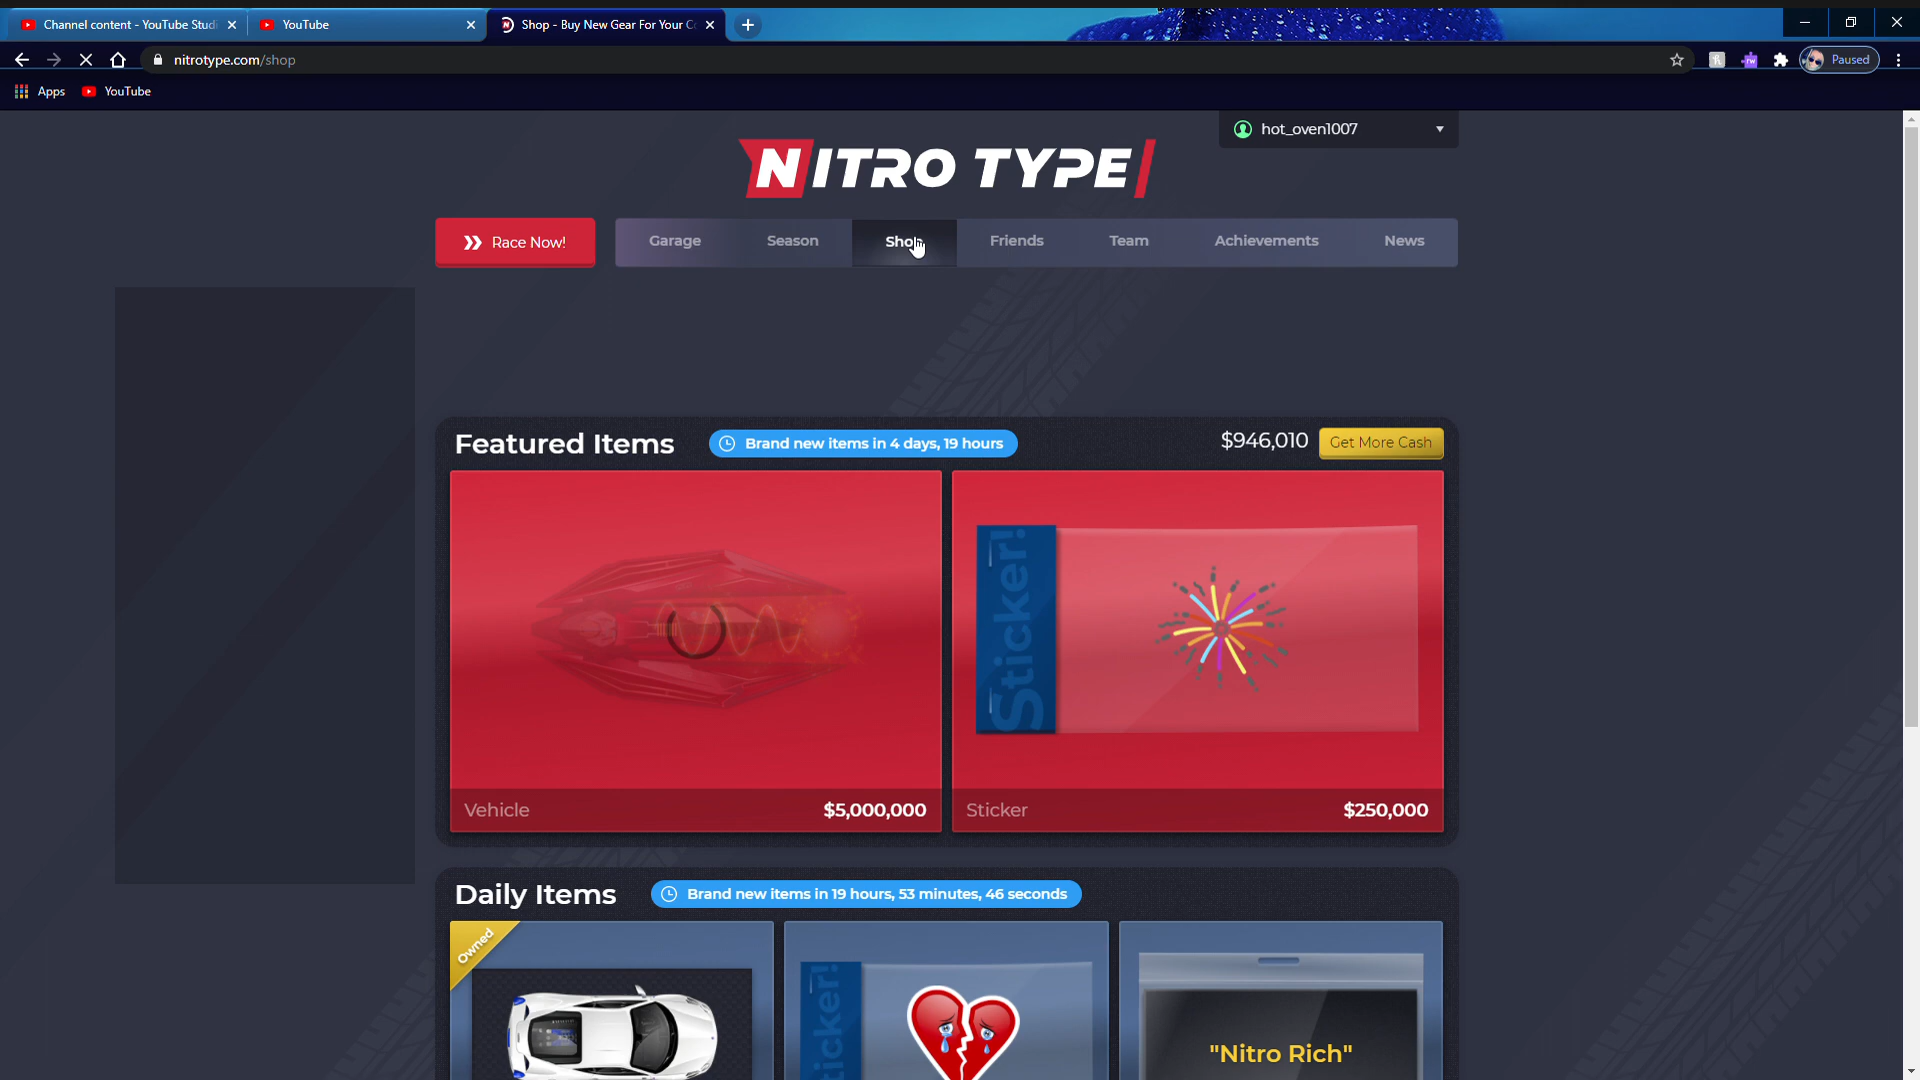 Channel content - YouTube Studi
YouTube
Shop - Buy New Gear For Your C
nitrotype.com/shop
Paused
Apps
YouTube
hot_oven1007
NITRO TYPE
Race Now!
Garage
Season
Shop
Friends
Team
Achievements
News
Featured Items
Brand new items in 4 days, 19 hours
$946,010
Get More Cash
Sticker!
Vehicle
$5,000,000
Sticker
$250,000
Daily Items
Brand new items in 19 hours, 53 minutes, 46 seconds
Owned
sticker!
"Nitro Rich"